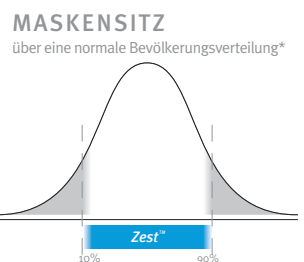 MASKENSITZ
über eine normale Bevölkerungsverteilung*
Zest™
10% 90%